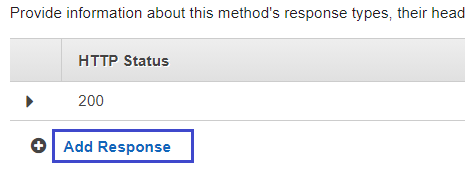 Provide information about this method's response types, their head
HTTP Status
200
Add Response